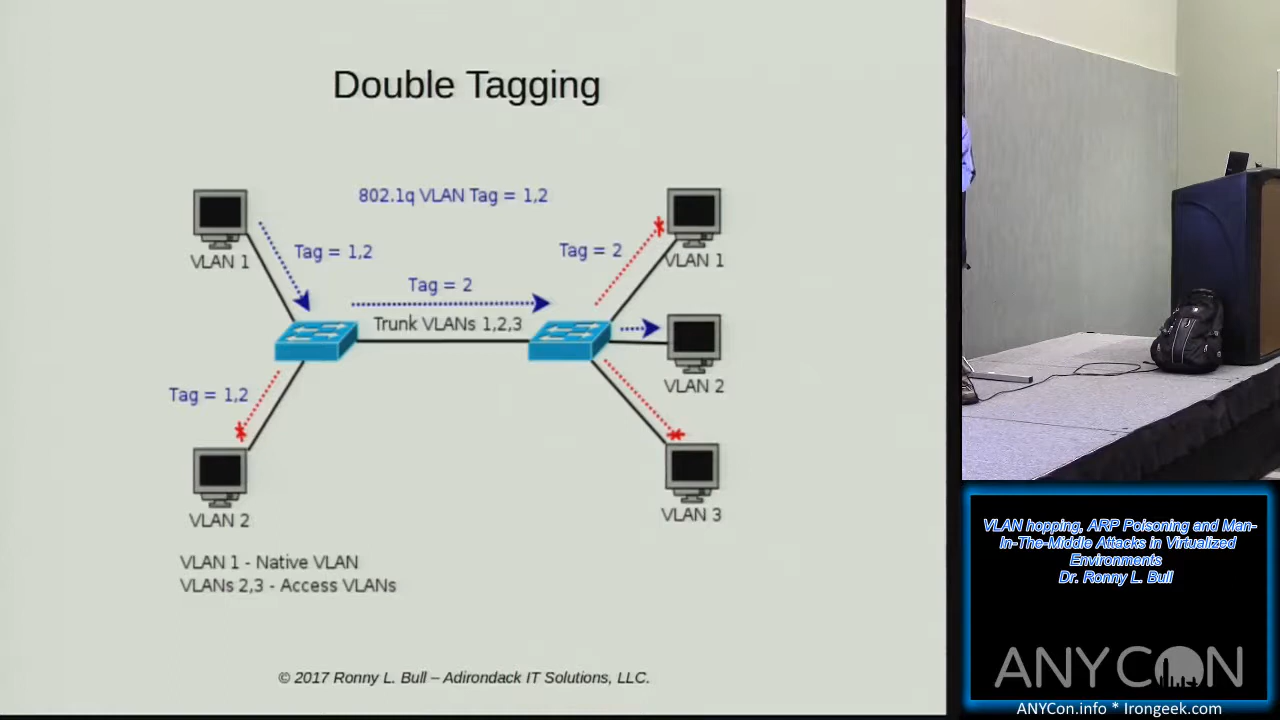 Double Tagging
802.1q VLAN Tag = 1,2
VLAN 1
Tag = 1,2
Tag = 2
Tag = 2
VLAN 1
Trunk VLANs 1,2,3
VLAN 2
Tag = 1,2
VLAN 2
VLAN 3
VLAN 1 - Native VLAN
VLANs 2,3 - Access VLANs
© 2017 Ronny L. Bull – Adirondack IT Solutions, LLC.
VLAN hopping, ARP Poisoning and Man-
In-The-Middle Attacks in Virtualized
Environments
Dr. Ronny L. Bull
ANYCON
ANYCon.info * Irongeek.com